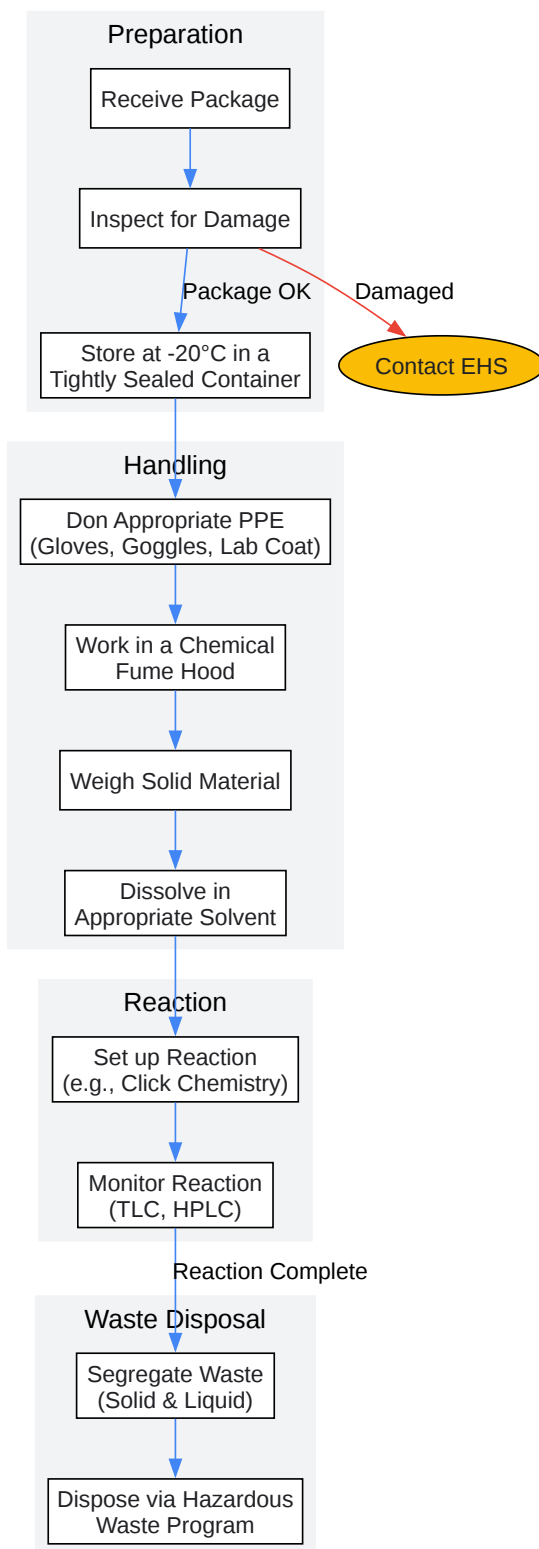 Preparation
Receive Package
Inspect for Damage
Package OK
Damaged
Store at -20°C in a
Tightly Sealed Container
Contact EHS
Handling
Don Appropriate PPE
(Gloves, Goggles, Lab Coat)
Work in a Chemical
Fume Hood
Weigh Solid Material
Dissolve in
Appropriate Solvent
Reaction
Set up Reaction
(e.g., Click Chemistry)
Monitor Reaction
(TLC, HPLC)
Reaction Complete
Waste Disposal
Segregate Waste
(Solid & Liquid)
Dispose via Hazardous
Waste Program